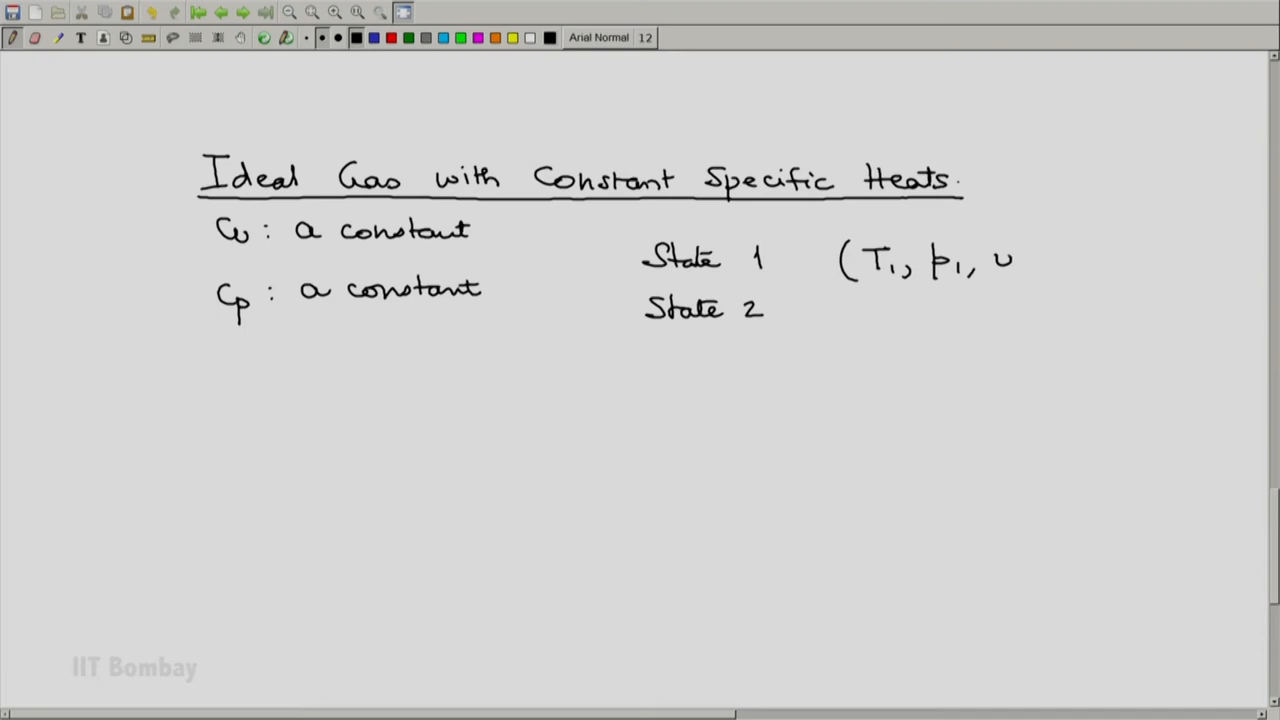 Arial Normal 12
Ideal Gas with Constant Specific Heats.
Cv : a constant
Cp : a constant
State 1 (T1, p1, v
State 2
IIT Bombay